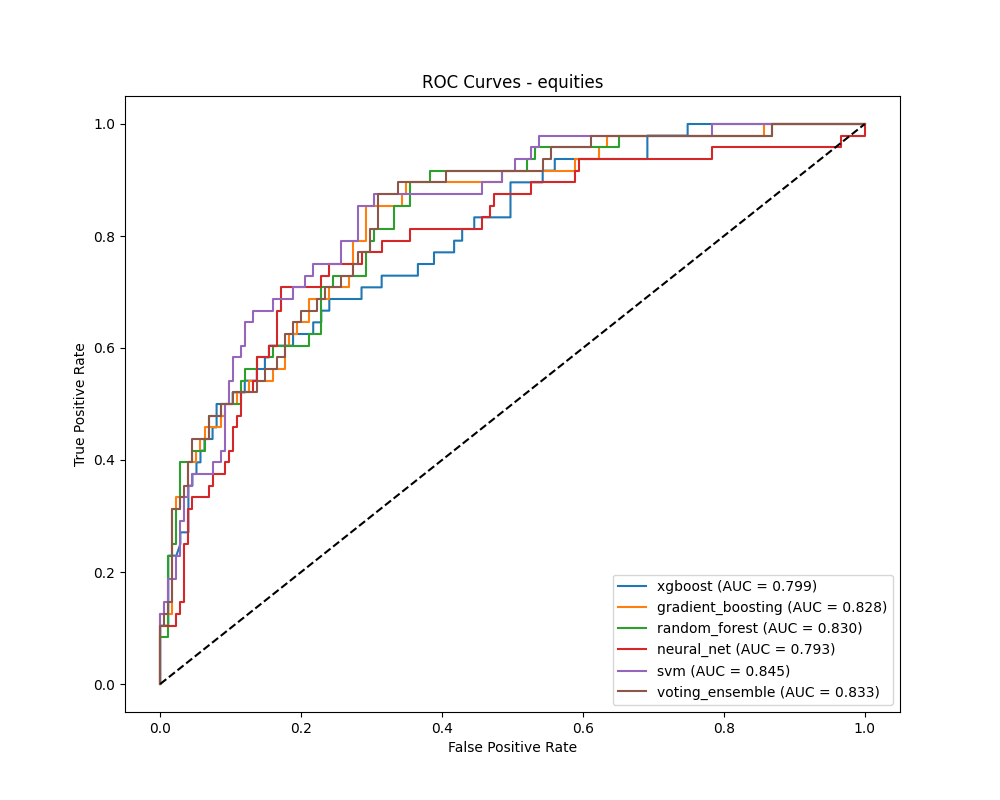 ROC Curves - equities
True Positive Rate
1.0
0.8
0.6
0.4
0.2
0.0
xgboost (AUC = 0.799)
gradient_boosting (AUC = 0.828)
random_forest (AUC = 0.830)
neural_net (AUC = 0.793)
svm (AUC = 0.845)
voting_ensemble (AUC = 0.833)
0.0 0.2 0.4 0.6 0.8 1.0
False Positive Rate